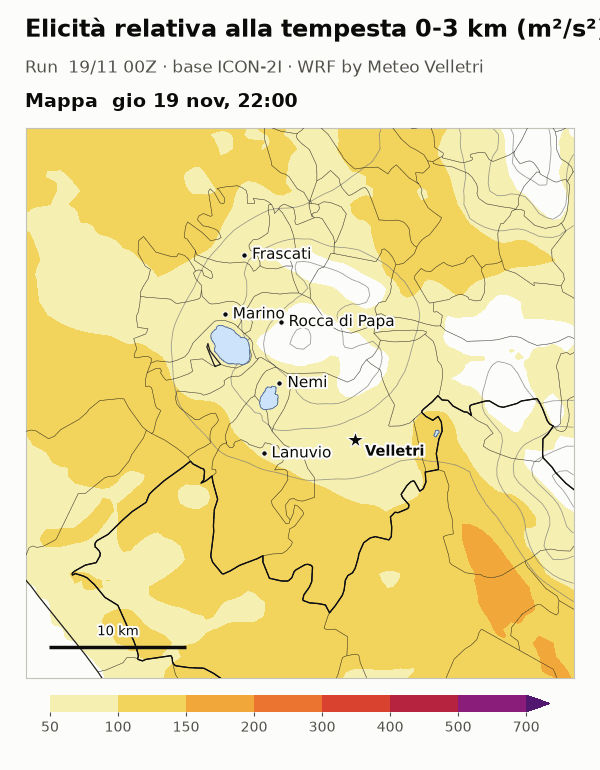 Elicità relativa alla tempesta 0-3 km (m²/s²)
Run 19/11 00Z · base ICON-2I · WRF by Meteo Velletri
Mappa gio 19 nov, 22:00
Frascati
Marino
Rocca di Papa
Nemi
Velletri
Lanuvio
10 km
50 100 150 200 300 400 500 700